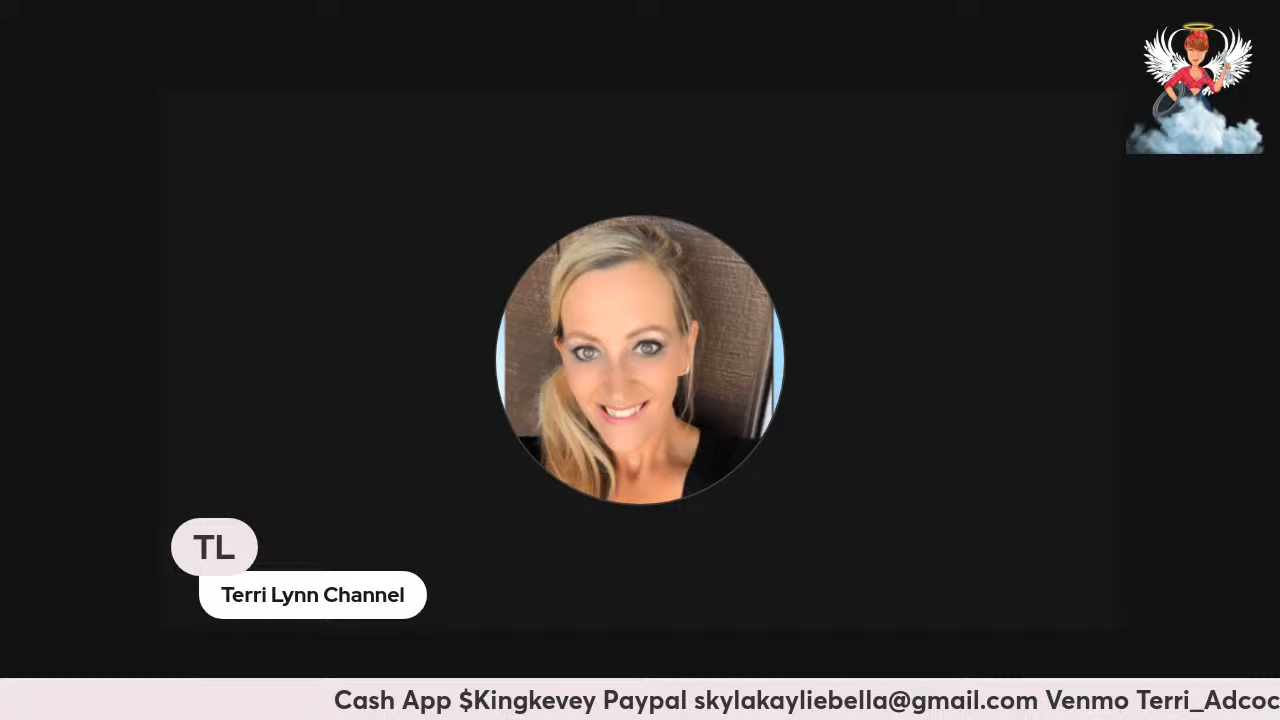 TL
Terri Lynn Channel
Cash App $Kingkevey Paypal skylakayliebella@gmail.com Venmo Terri_Adcoc